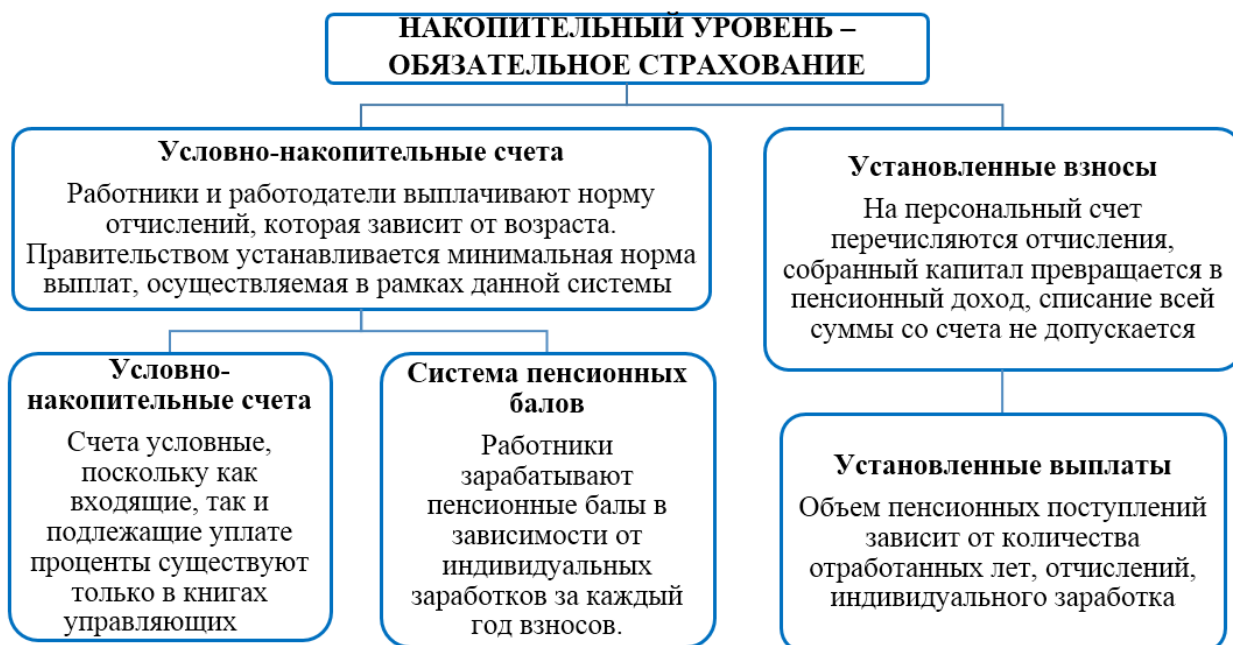 НАКОПИТЕЛЬНЫЙ УРОВЕНЬ –
ОБЯЗАТЕЛЬНОЕ СТРАХОВАНИЕ
Условно-накопительные счета
Работники и работодатели выплачивают норму
отчислений, которая зависит от возраста.
Правительством устанавливается минимальная норма
выплат, осуществляемая в рамках данной системы
Установленные взносы
На персональный счет
перечисляются отчисления,
собранный капитал превращается в
пенсионный доход, списание всей
суммы со счета не допускается
Условно-
накопительные счета
Счета условные,
поскольку как
входящие, так и
подлежащие уплате
проценты существуют
только в книгах
управляющих
Система пенсионных
балов
Работники
зарабатывают
пенсионные балы в
зависимости от
индивидуальных
заработков за каждый
год взносов.
Установленные выплаты
Объем пенсионных поступлений
зависит от количества
отработанных лет, отчислений,
индивидуального заработка